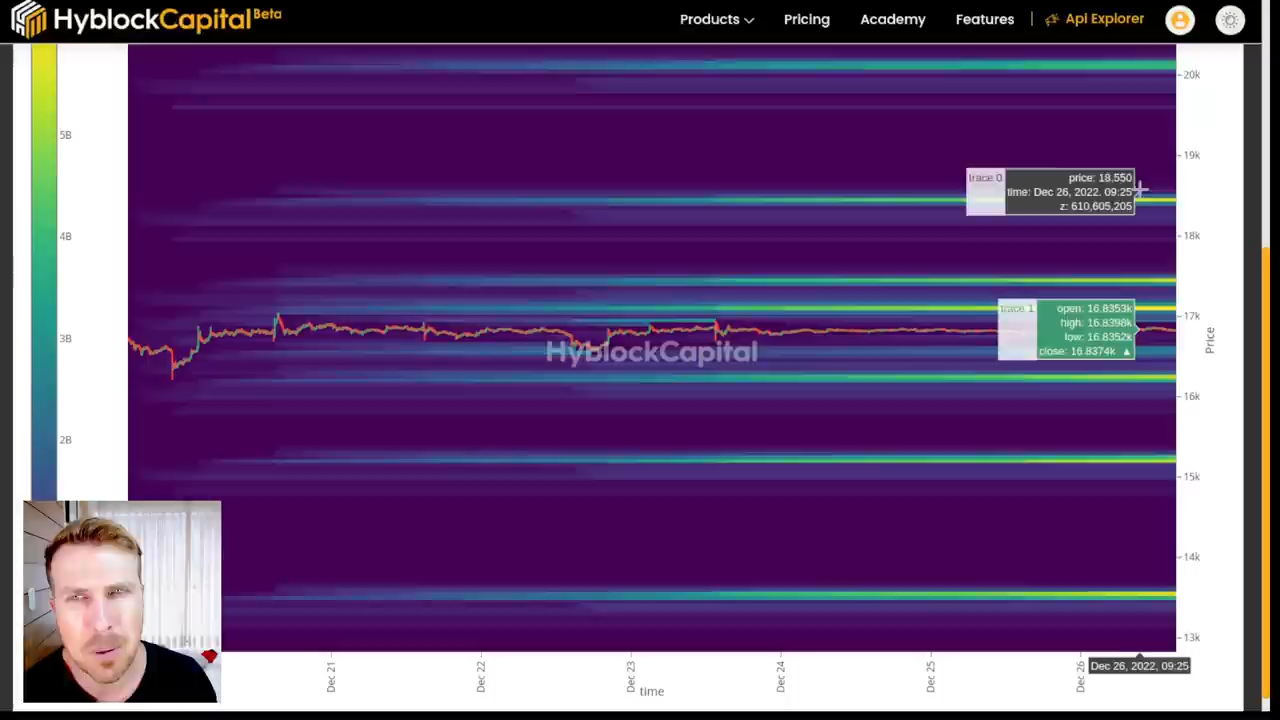 HyblockCapital Beta
Products Pricing Academy Features Api Explorer
5B
4B
3B
2B
20k
19k
18k
17k
16k
15k
14k
13k
Price
trace 0
price: 18.550
time: Dec 26, 2022, 09:25
z: 610,605,205
trace 1
open: 16.8353k
high: 16.8398k
low: 16.8352k
close: 16.8374k ▲
HyblockCapital
Dec 21
Dec 22
Dec 23
Dec 24
Dec 25
Dec 26
Dec 26, 2022, 09:25
time